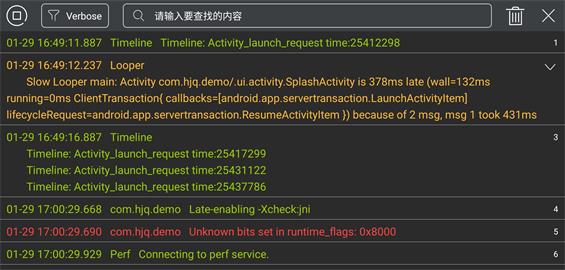 Verbose 请输入要查找的内容
01-29 16:49:11.887 Timeline Timeline: Activity_launch_request time:25412298 1
01-29 16:49:12.237 Looper
Slow Looper main: Activity com.hjq.demo/.ui.activity.SplashActivity is 378ms late (wall=132ms
running=0ms ClientTransaction{ callbacks=[android.app.servertransaction.LaunchActivityItem]
lifecycleRequest=android.app.servertransaction.ResumeActivityItem }) because of 2 msg, msg 1 took 431ms
01-29 16:49:16.887 Timeline 3
Timeline: Activity_launch_request time:25417299
Timeline: Activity_launch_request time:25431122
Timeline: Activity_launch_request time:25437786
01-29 17:00:29.668 com.hjq.demo Late-enabling -Xcheck:jni 4
01-29 17:00:29.690 com.hjq.demo Unknown bits set in runtime_flags: 0x8000 5
01-29 17:00:29.929 Perf Connecting to perf service. 6